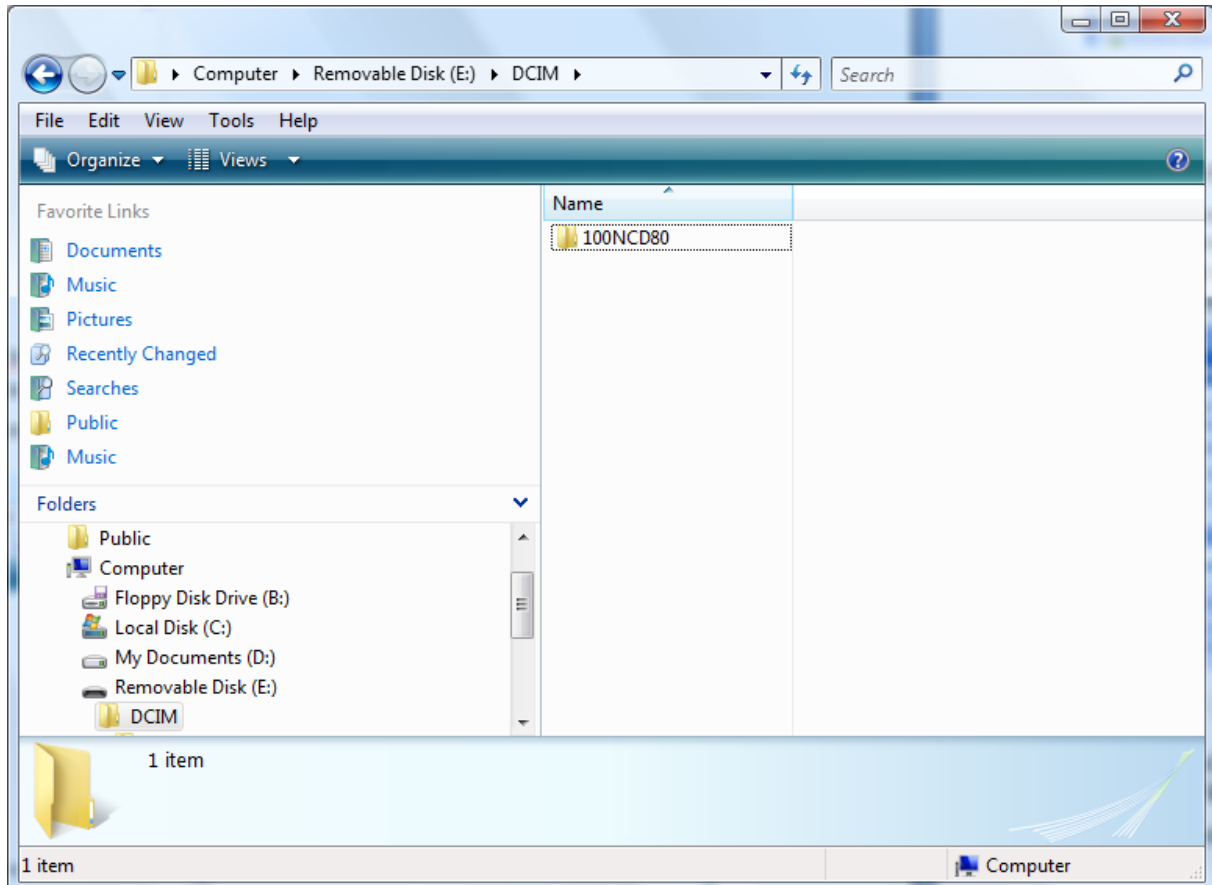 Computer Removable Disk (E:) DCIM Search
File Edit View Tools Help
Organize Views
Favorite Links
Documents
Music
Pictures
Recently Changed
Searches
Public
Music
Folders
Public
Computer
Floppy Disk Drive (B:)
Local Disk (C:)
My Documents (D:)
Removable Disk (E:)
DCIM
Name
100NCD80
1 item
1 item Computer